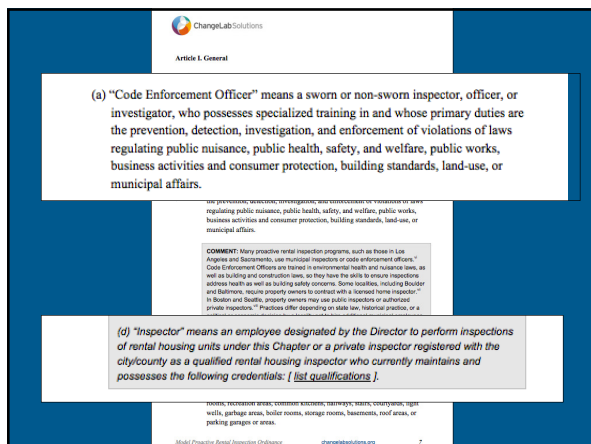 ChangeLabSolutions
Article I. General
(a) “Code Enforcement Officer” means a sworn or non-sworn inspector, officer, or
investigator, who possesses specialized training in and whose primary duties are
the prevention, detection, investigation, and enforcement of violations of laws
regulating public nuisance, public health, safety, and welfare, public works,
business activities and consumer protection, building standards, land-use, or
municipal affairs.
the prevention, detection, investigation, and enforcement of violations of laws
regulating public nuisance, public health, safety, and welfare, public works,
business activities and consumer protection, building standards, land-use, or
municipal affairs.
COMMENT: Many proactive rental inspection programs, such as those in Los
Angeles and Sacramento, use municipal inspectors or code enforcement officers.
Code Enforcement Officers are trained in environmental health and nuisance laws, as
well as building and construction laws, so they have the skills to ensure inspections
address health as well as building safety concerns. Some localities, including Boulder
and Baltimore, require property owners to contract with a licensed home inspector.
In Boston and Seattle, property owners may use public inspectors or authorized
private inspectors. Practices differ depending on state law, historical practice, or a
(d) “Inspector” means an employee designated by the Director to perform inspections
of rental housing units under this Chapter or a private inspector registered with the
city/county as a qualified rental housing inspector who currently maintains and
possesses the following credentials: [ list qualifications ].
rooms, recreation areas, common kitchens, hallways, stairs, courtyards, light
wells, garbage areas, boiler rooms, storage rooms, basements, roof areas, or
parking garages or areas.
Model Proactive Rental Inspection Ordinance changelabsolutions.org 7